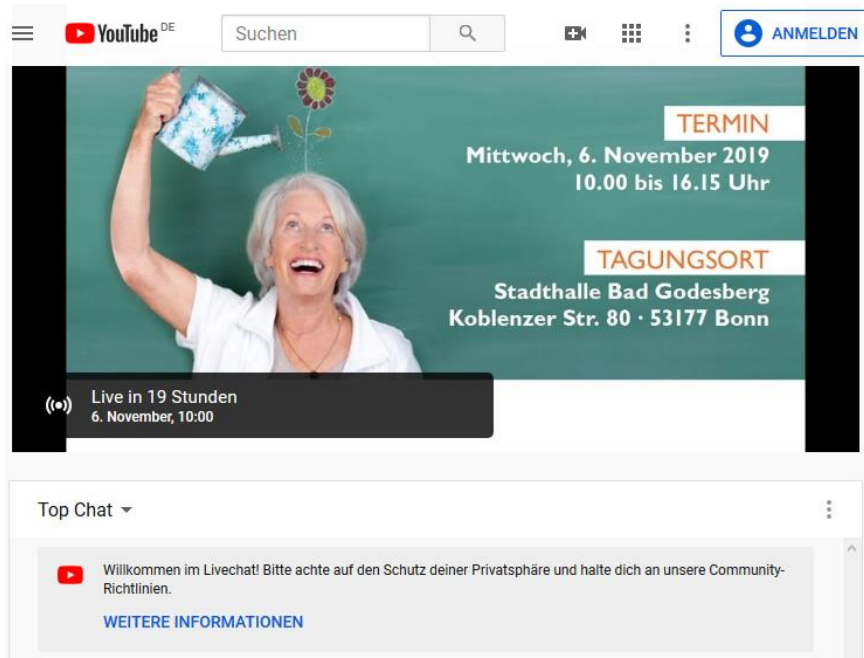 YouTube DE
Suchen
ANMELDEN
TERMIN
Mittwoch, 6. November 2019
10.00 bis 16.15 Uhr
TAGUNGSORT
Stadthalle Bad Godesberg
Koblenzer Str. 80 · 53177 Bonn
Live in 19 Stunden
6. November, 10:00
Top Chat
Willkommen im Livechat! Bitte achte auf den Schutz deiner Privatsphäre und halte dich an unsere Community-
Richtlinien.
WEITERE INFORMATIONEN